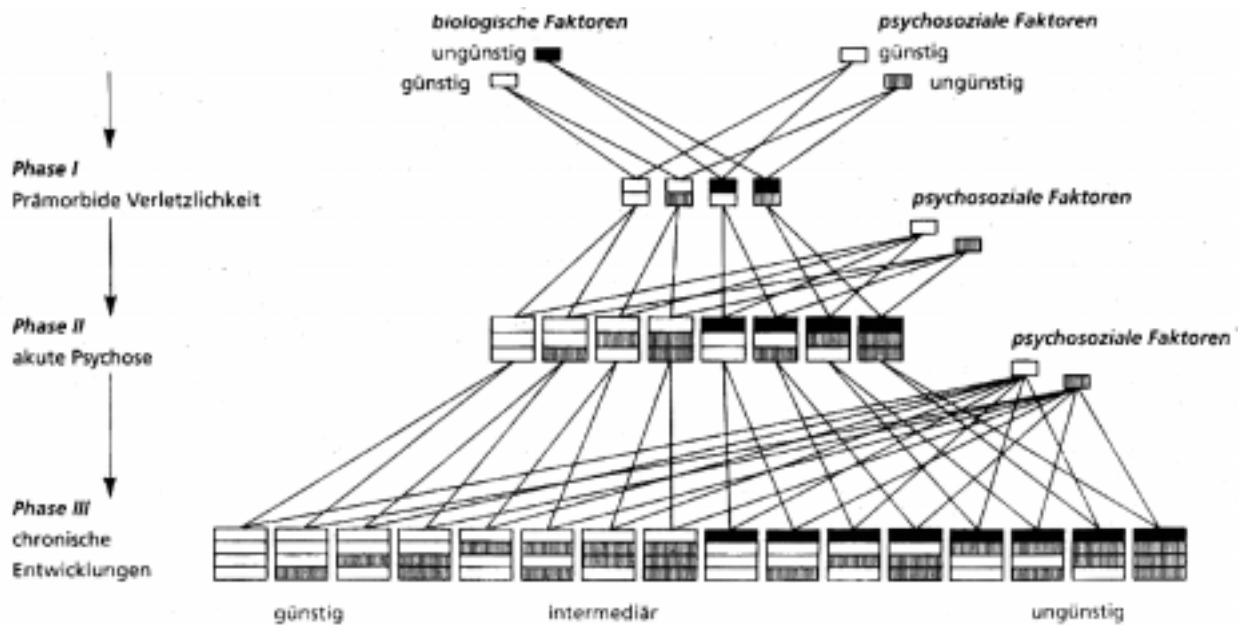 biologische Faktoren
psychosoziale Faktoren
ungünstig
günstig
günstig
ungünstig
Phase I
Prämorbide Verletzlichkeit
psychosoziale Faktoren
Phase II
akute Psychose
psychosoziale Faktoren
Phase III
chronische
Entwicklungen
günstig
intermediär
ungünstig